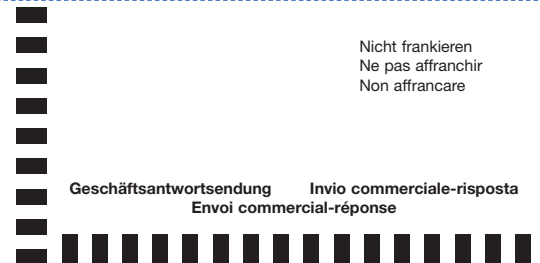 Nicht frankieren
Ne pas affranchir
Non affrancare
Geschäftsantwortsendung Invio commerciale-risposta
Envoi commercial-réponse